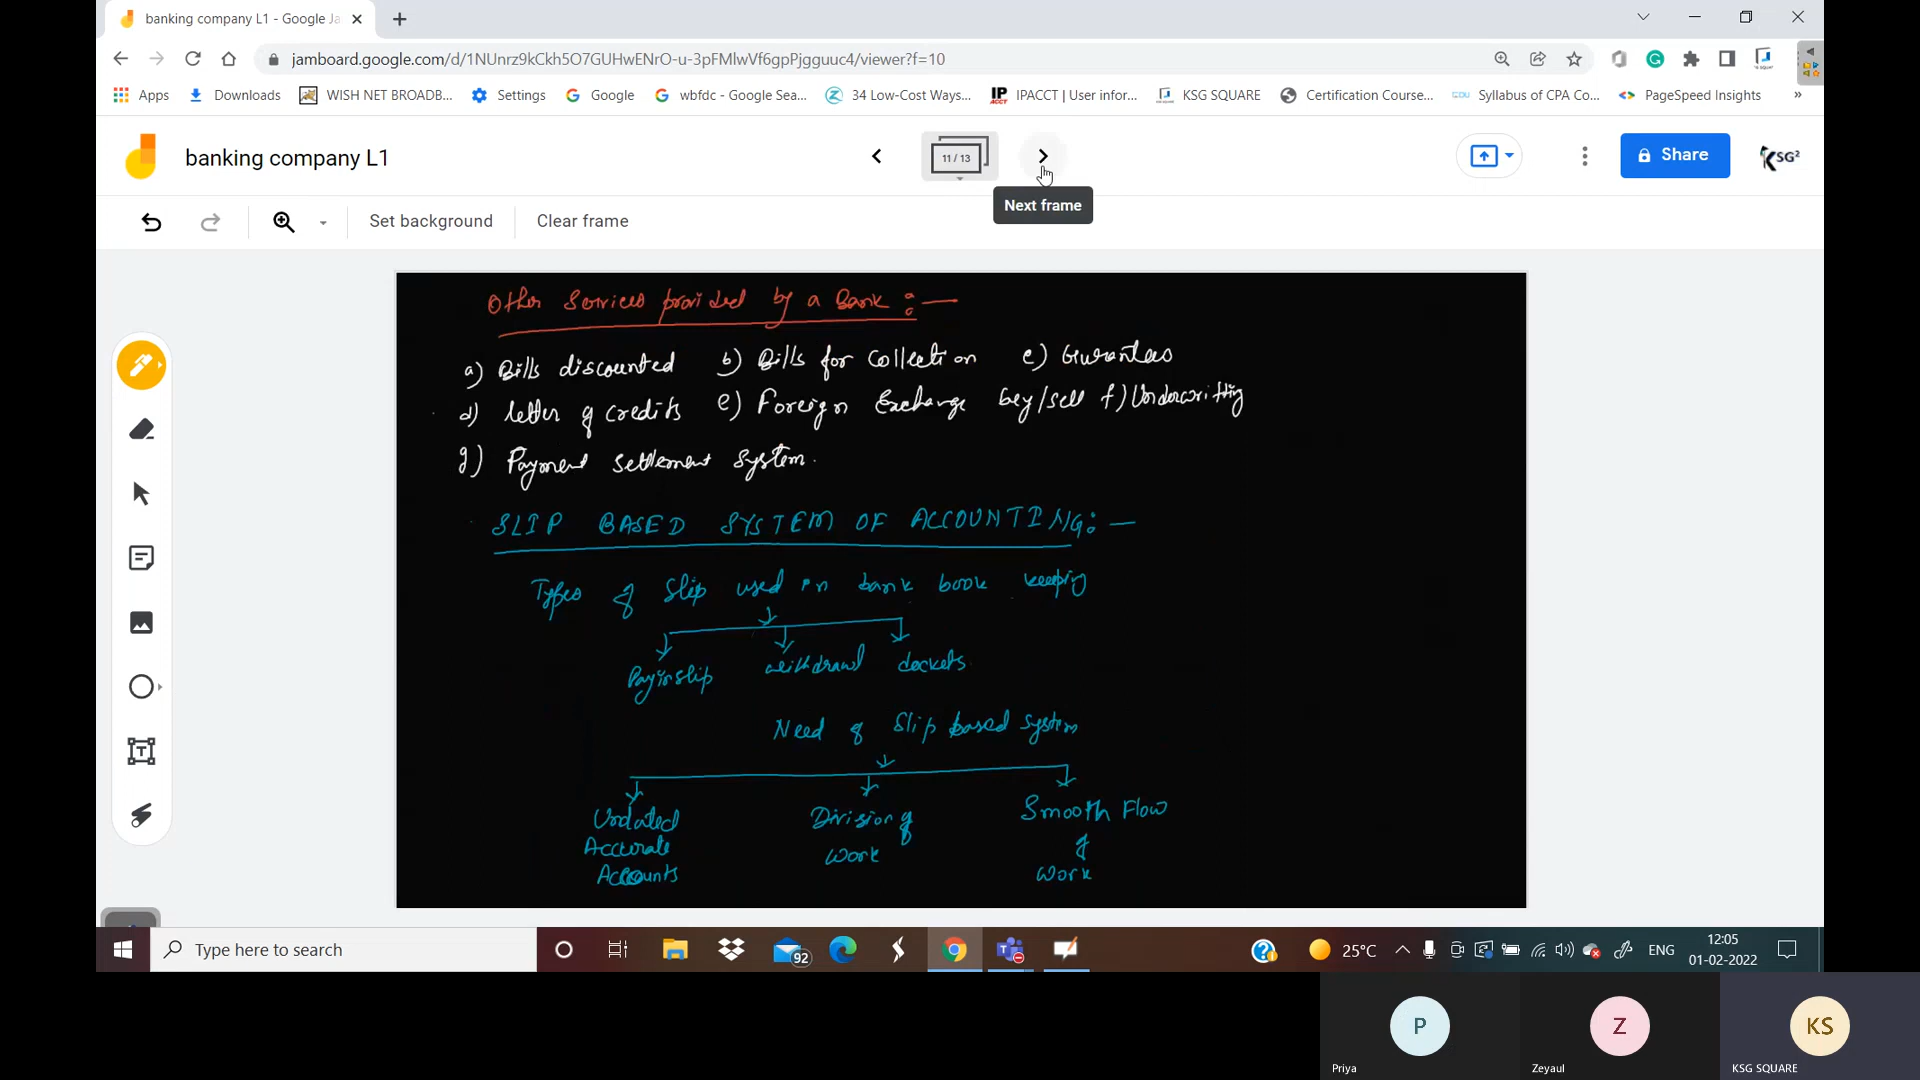 banking company L1 - Google Ja
jamboard.google.com/d/1NUnrz9kCkh5O7GUHwENrO-u-3pFMlwVf6gpPjgguuc4/viewer?f=10
Apps Downloads WISH NET BROADB... Settings Google wbfdc - Google Sea... 34 Low-Cost Ways... IPACCT | User infor... KSG SQUARE Certification Course... Syllabus of CPA Co... PageSpeed Insights »
banking company L1
11 / 13
Share
KSG²
Next frame
Set background Clear frame
Other Services provided by a Bank :—
a) Bills discounted b) Bills for Collection c) Gurantees
d) letter of credits e) Foreign Exchange buy/sell f) Underwriting
g) Payment settlement system.
SLIP BASED SYSTEM OF ACCOUNTING:—
Types of Slip used in bank book keeping
Payinslip withdrawl dockets
Need of Slip based system
Updated Division of Smooth Flow
Accurate Work of
Accounts Work
Type here to search
92
25°C
ENG
12:05
01-02-2022
P Z KS
Priya Zeyaul KSG SQUARE